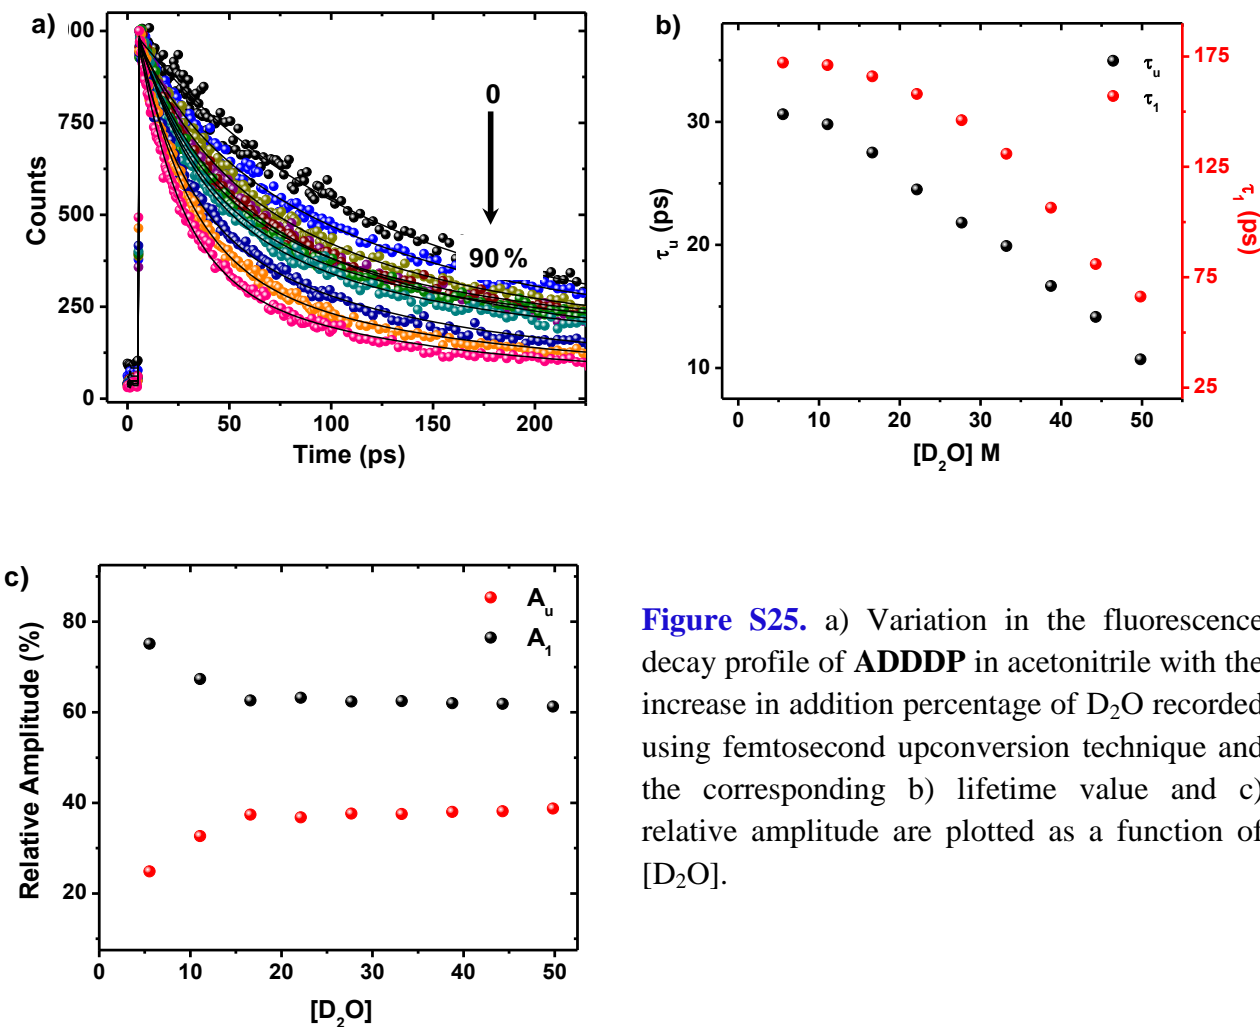 a)
00
750
500
250
0
Counts
0
90 %
0
50
100
150
200
Time (ps)
b)
30
20
10
τu (ps)
τu
τ1
175
125
75
25
τ1 (ps)
0
10
20
30
40
50
[D2O] M
c)
80
60
40
20
Relative Amplitude (%)
Au
A1
0
10
20
30
40
50
[D2O]
Figure S25. a) Variation in the fluorescence
decay profile of ADDDP in acetonitrile with the
increase in addition percentage of D2O recorded
using femtosecond upconversion technique and
the corresponding b) lifetime value and c)
relative amplitude are plotted as a function of
[D2O].